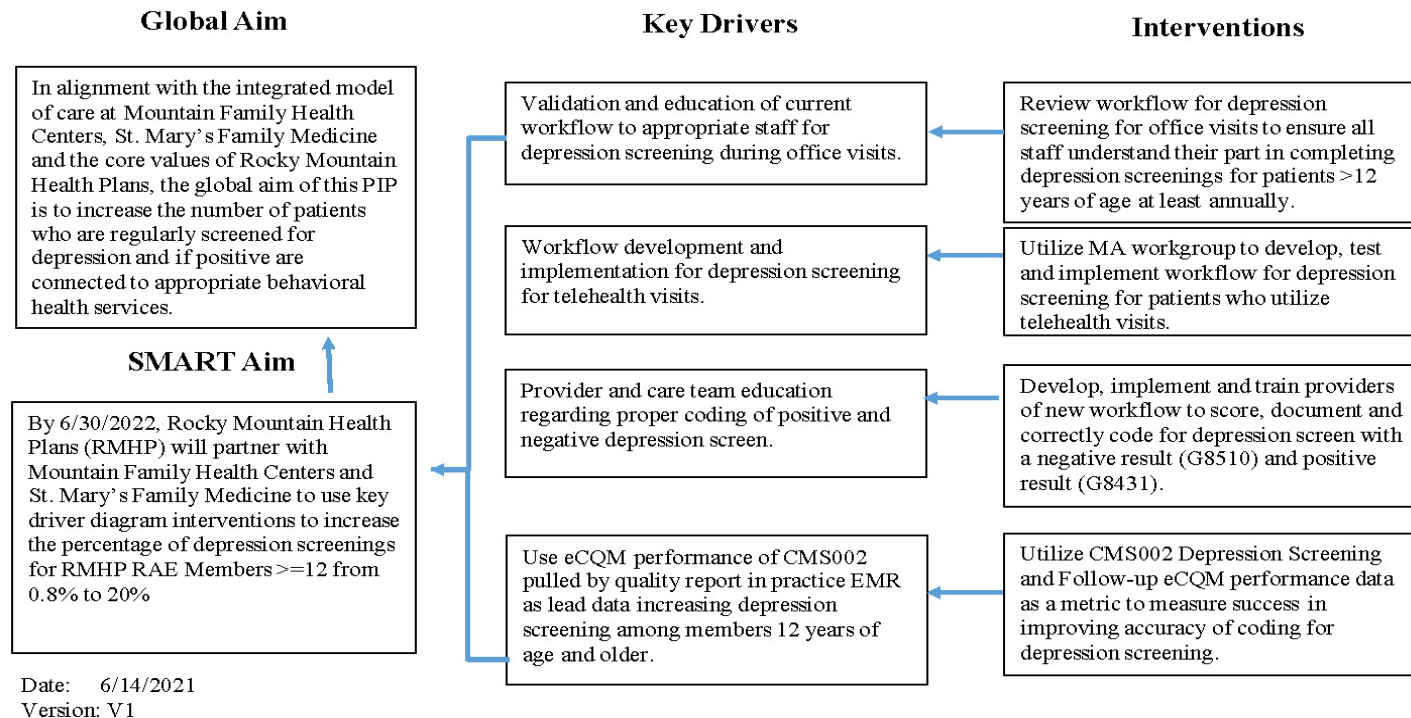 Global Aim
In alignment with the integrated model
of care at Mountain Family Health
Centers, St. Mary's Family Medicine
and the core values of Rocky Mountain
Health Plans, the global aim of this PIP
is to increase the number of patients
who are regularly screened for
depression and if positive are
connected to appropriate behavioral
health services.
SMART Aim
By 6/30/2022, Rocky Mountain Health
Plans (RMHP) will partner with
Mountain Family Health Centers and
St. Mary's Family Medicine to use key
driver diagram interventions to increase
the percentage of depression screenings
for RMHP RAE Members >=12 from
0.8% to 20%
Date: 6/14/2021
Version: V1
Key Drivers
Validation and education of current
workflow to appropriate staff for
depression screening during office visits.
Workflow development and
implementation for depression screening
for telehealth visits.
Provider and care team education
regarding proper coding of positive and
negative depression screen.
Use eCQM performance of CMS002
pulled by quality report in practice EMR
as lead data increasing depression
screening among members 12 years of
age and older.
Interventions
Review workflow for depression
screening for office visits to ensure all
staff understand their part in completing
depression screenings for patients >12
years of age at least annually.
Utilize MA workgroup to develop, test
and implement workflow for depression
screening for patients who utilize
telehealth visits.
Develop, implement and train providers
of new workflow to score, document and
correctly code for depression screen with
a negative result (G8510) and positive
result (G8431).
Utilize CMS002 Depression Screening
and Follow-up eCQM performance data
as a metric to measure success in
improving accuracy of coding for
depression screening.